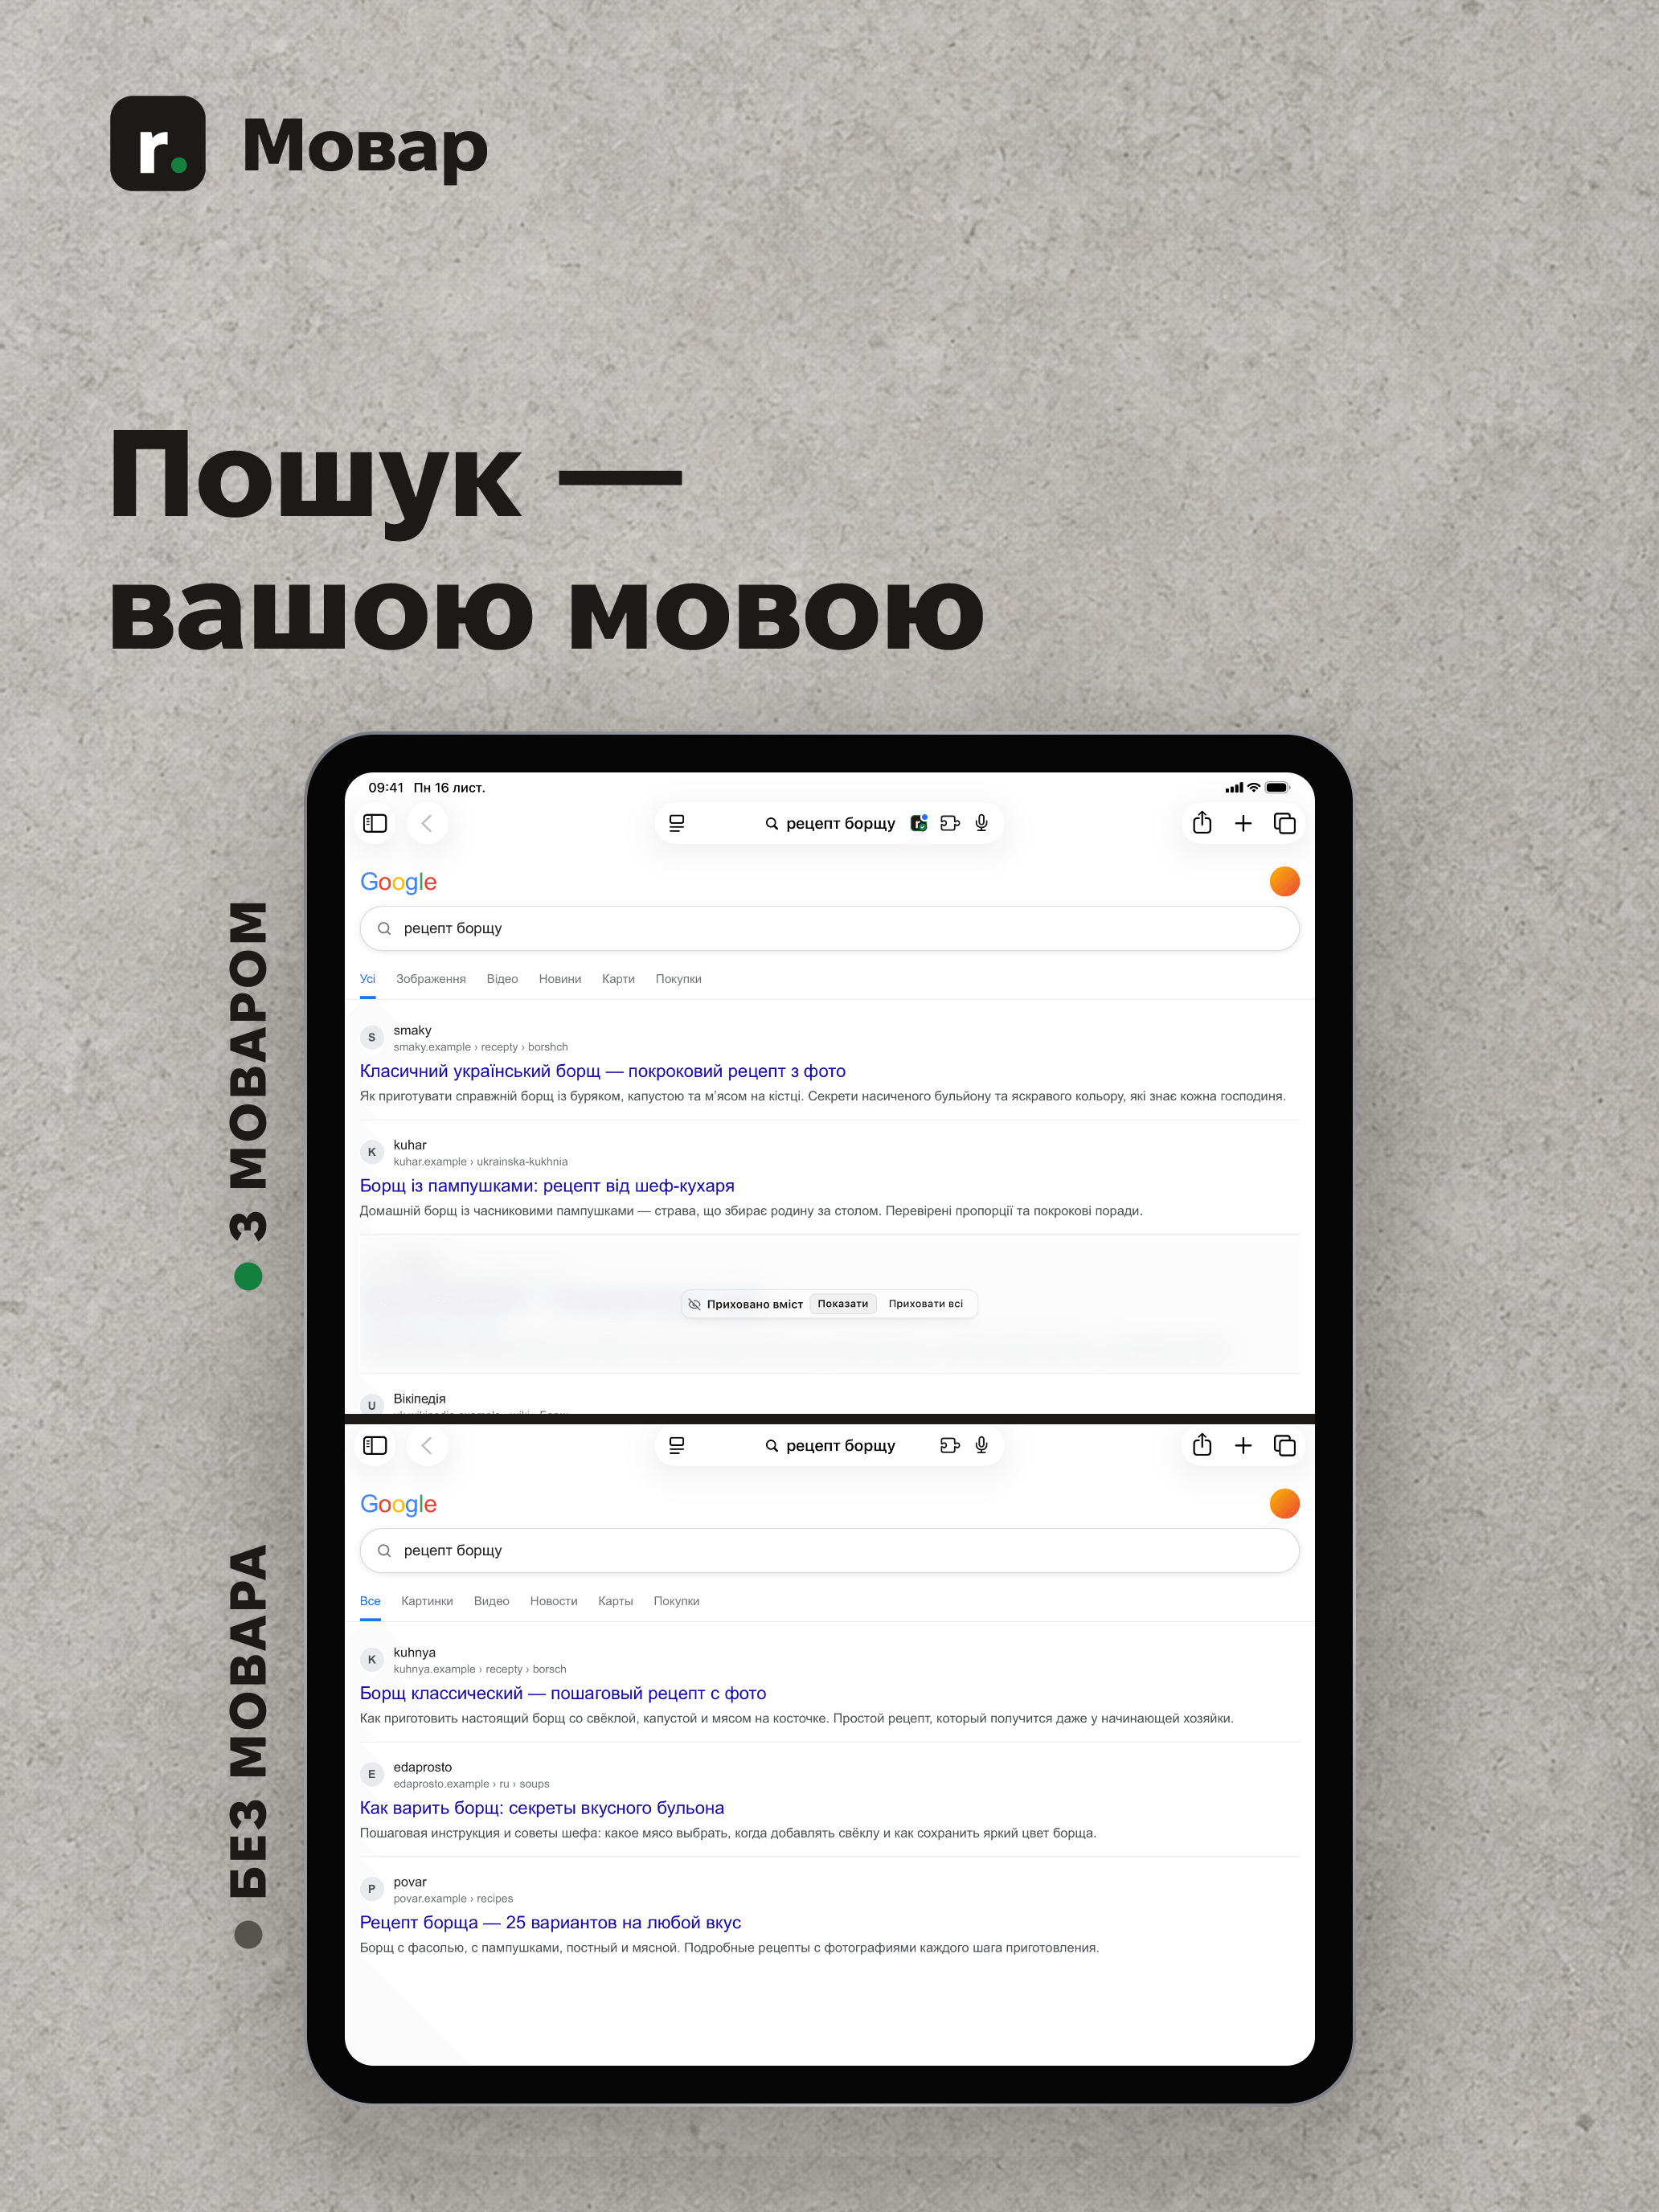 r.
Мовар
Пошук —
вашою мовою
З МОВАРОМ
09:41 Пн 16 лист.
рецепт борщу
Google
рецепт борщу
Усі Зображення Відео Новини Карти Покупки
S
smaky
smaky.example › recepty › borshch
Класичний український борщ — покроковий рецепт з фото
Як приготувати справжній борщ із буряком, капустою та м'ясом на кістці. Секрети насиченого бульйону та яскравого кольору, які знає кожна господиня.
K
kuhar
kuhar.example › ukrainska-kukhnia
Борщ із пампушками: рецепт від шеф-кухаря
Домашній борщ із часниковими пампушками — страва, що збирає родину за столом. Перевірені пропорції та покрокові поради.
Приховано вміст Показати Приховати всі
U
Вікіпедія
БЕЗ МОВАРА
рецепт борщу
Google
рецепт борщу
Все Картинки Видео Новости Карты Покупки
K
kuhnya
kuhnya.example › recepty › borsch
Борщ классический — пошаговый рецепт с фото
Как приготовить настоящий борщ со свёклой, капустой и мясом на косточке. Простой рецепт, который получится даже у начинающей хозяйки.
E
edaprosto
edaprosto.example › ru › soups
Как варить борщ: секреты вкусного бульона
Пошаговая инструкция и советы шефа: какое мясо выбрать, когда добавлять свёклу и как сохранить яркий цвет борща.
P
povar
povar.example › recipes
Рецепт борща — 25 вариантов на любой вкус
Борщ с фасолью, с пампушками, постный и мясной. Подробные рецепты с фотографиями каждого шага приготовления.